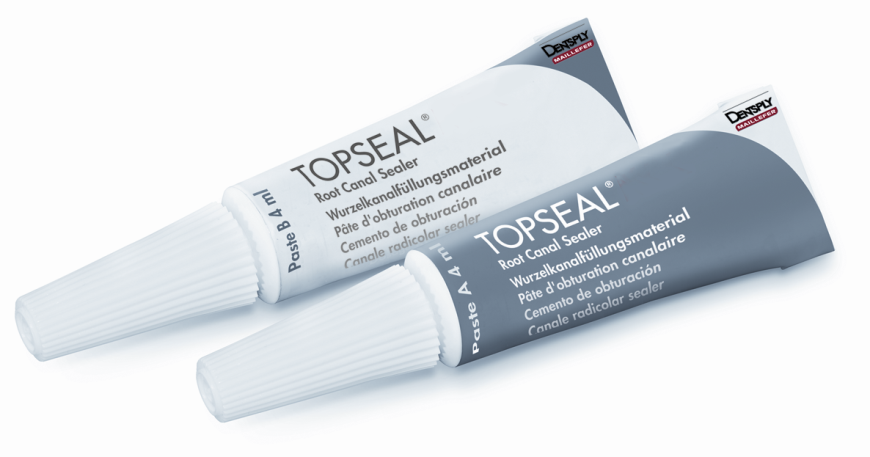 DENTSPLY
MAILLEFER
TOPSEAL®
Root Canal Sealer
Wurzelkanalfüllungsmaterial
Pâte d'obturation canalaire
Cemento de obturación
Canale radicolar sealer
Paste B 4 ml
DENTSPLY
MAILLEFER
TOPSEAL®
Root Canal Sealer
Wurzelkanalfüllungsmaterial
Pâte d'obturation canalaire
Cemento de obturación
Canale radicolar sealer
Paste A 4 ml